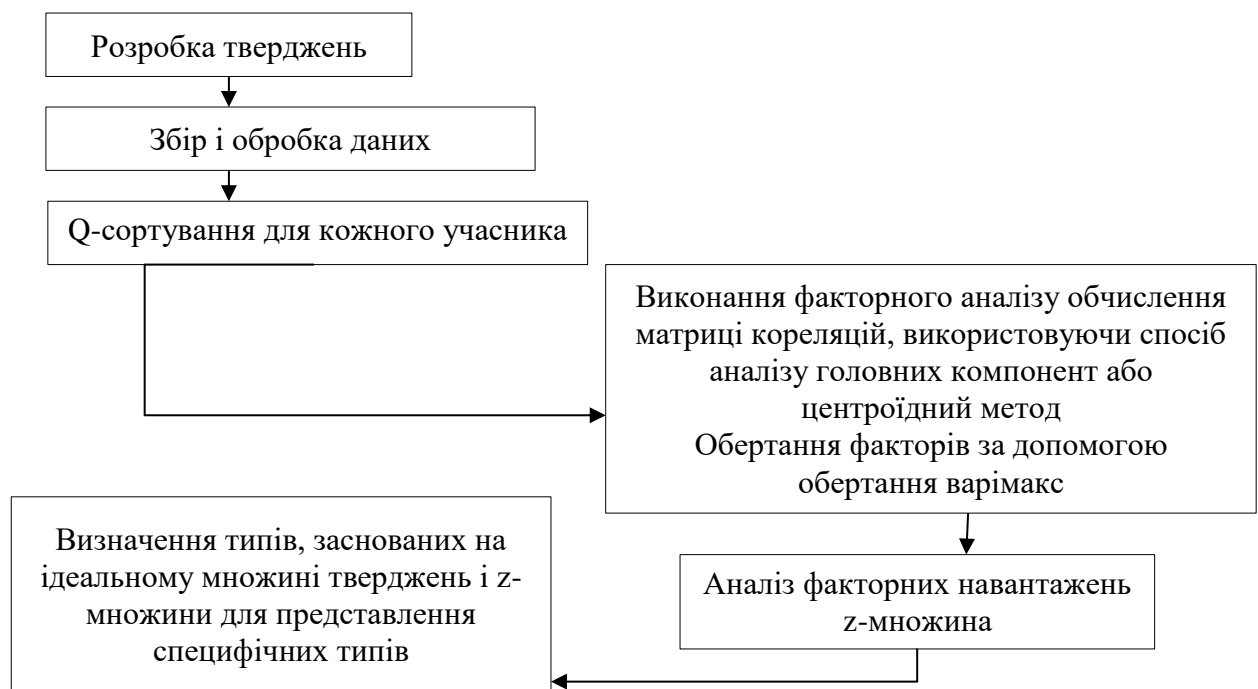 Розробка тверджень
Збір і обробка даних
Q-сортування для кожного учасника
Виконання факторного аналізу обчислення
матриці кореляцій, використовуючи спосіб
аналізу головних компонент або
центроїдний метод
Обертання факторів за допомогою
обертання варімакс
Аналіз факторних навантажень
z-множина
Визначення типів, заснованих на
ідеальному множині тверджень і z-
множини для представлення
специфічних типів